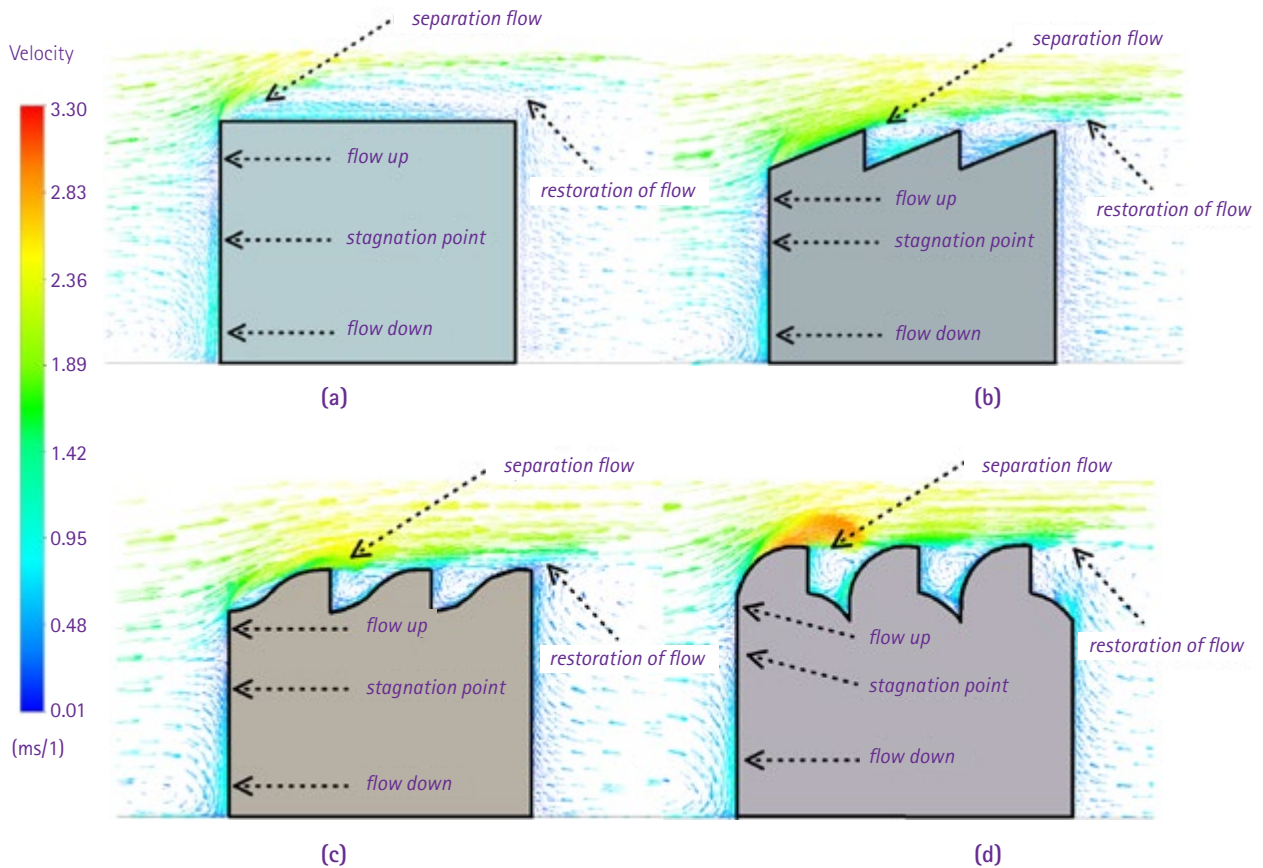 Velocity
3.30
2.83
2.36
1.89
1.42
0.95
0.48
0.01
(ms/1)
separation flow
flow up
restoration of flow
stagnation point
flow down
(a)
separation flow
flow up
restoration of flow
stagnation point
flow down
(b)
separation flow
flow up
restoration of flow
stagnation point
flow down
(c)
separation flow
flow up
restoration of flow
stagnation point
flow down
(d)